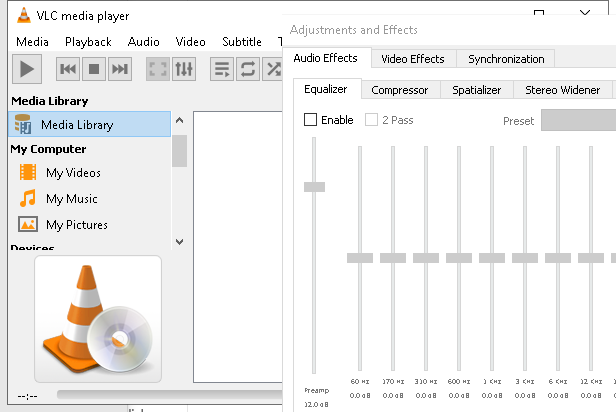 VLC media player
Media Playback Audio Video Subtitle
Media Library
Media Library
My Computer
My Videos
My Music
My Pictures
Devices
--:--
Adjustments and Effects
Audio Effects Video Effects Synchronization
Equalizer Compressor Spatializer Stereo Widener
Enable 2 Pass Preset
60 Hz 170 Hz 310 Hz 600 Hz 1 KHz 3 KHz 6 KHz 12 KHz
Preamp 0.0 dB 0.0 dB 0.0 dB 0.0 dB 0.0 dB 0.0 dB 0.0 dB 0.0 dB
12.0 dB